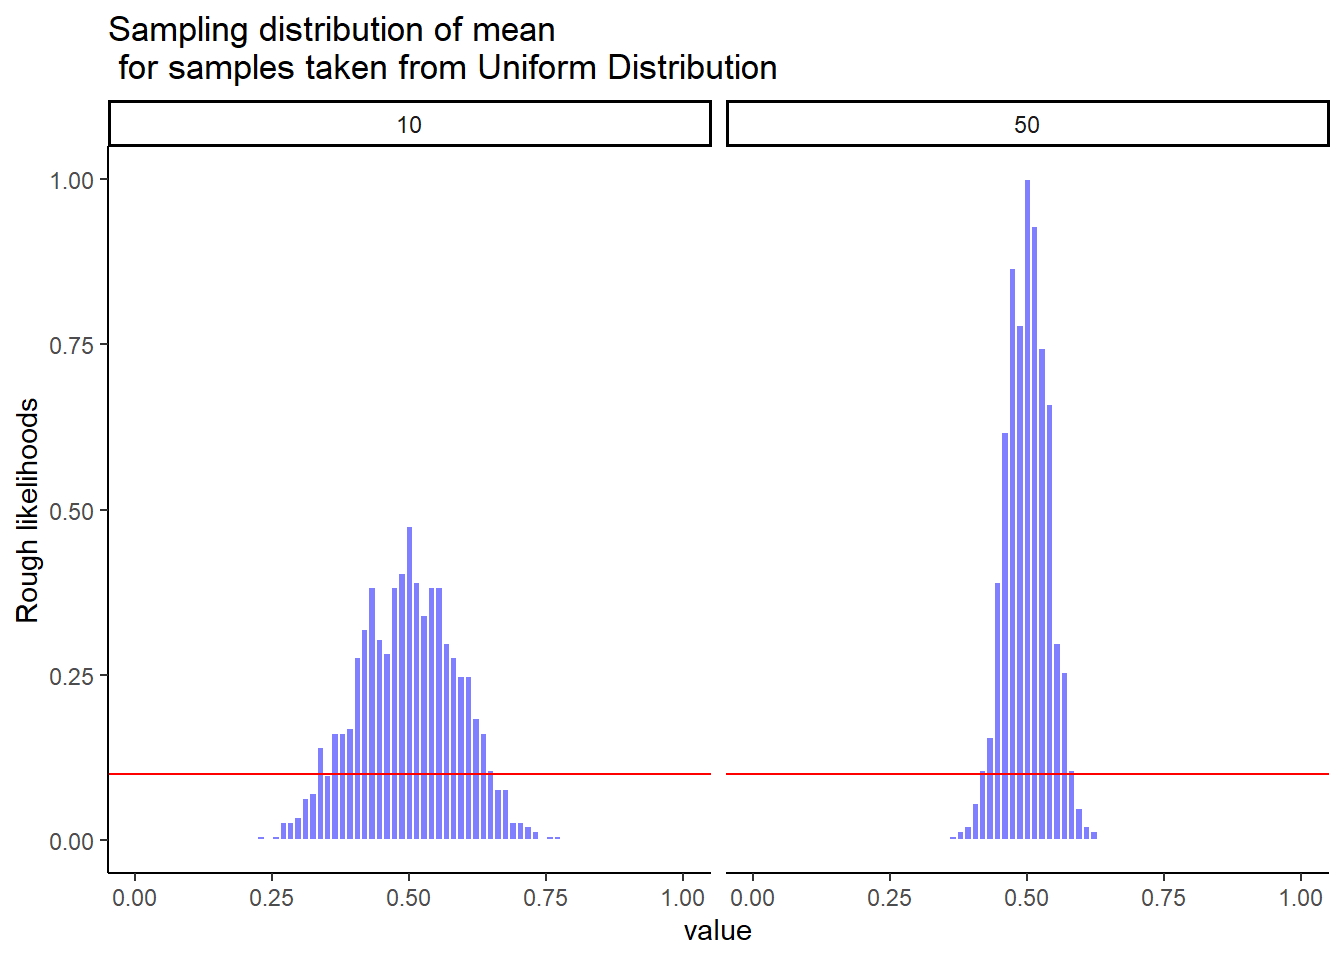 Sampling distribution of mean
for samples taken from Uniform Distribution
10
50
Rough likelihoods
1.00
0.75
0.50
0.25
0.00
0.00 0.25 0.50 0.75 1.00
0.00 0.25 0.50 0.75 1.00
value